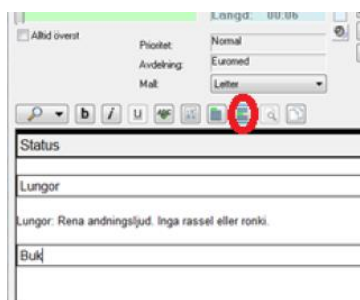 Längd: 00:06
Alltid överst
Prioritet: Normal
Avdelning: Euromed
Mall: Letter
b i u ABC
Status
Lungor
Lungor: Rena andningsljud. Inga rassel eller ronki.
Buk